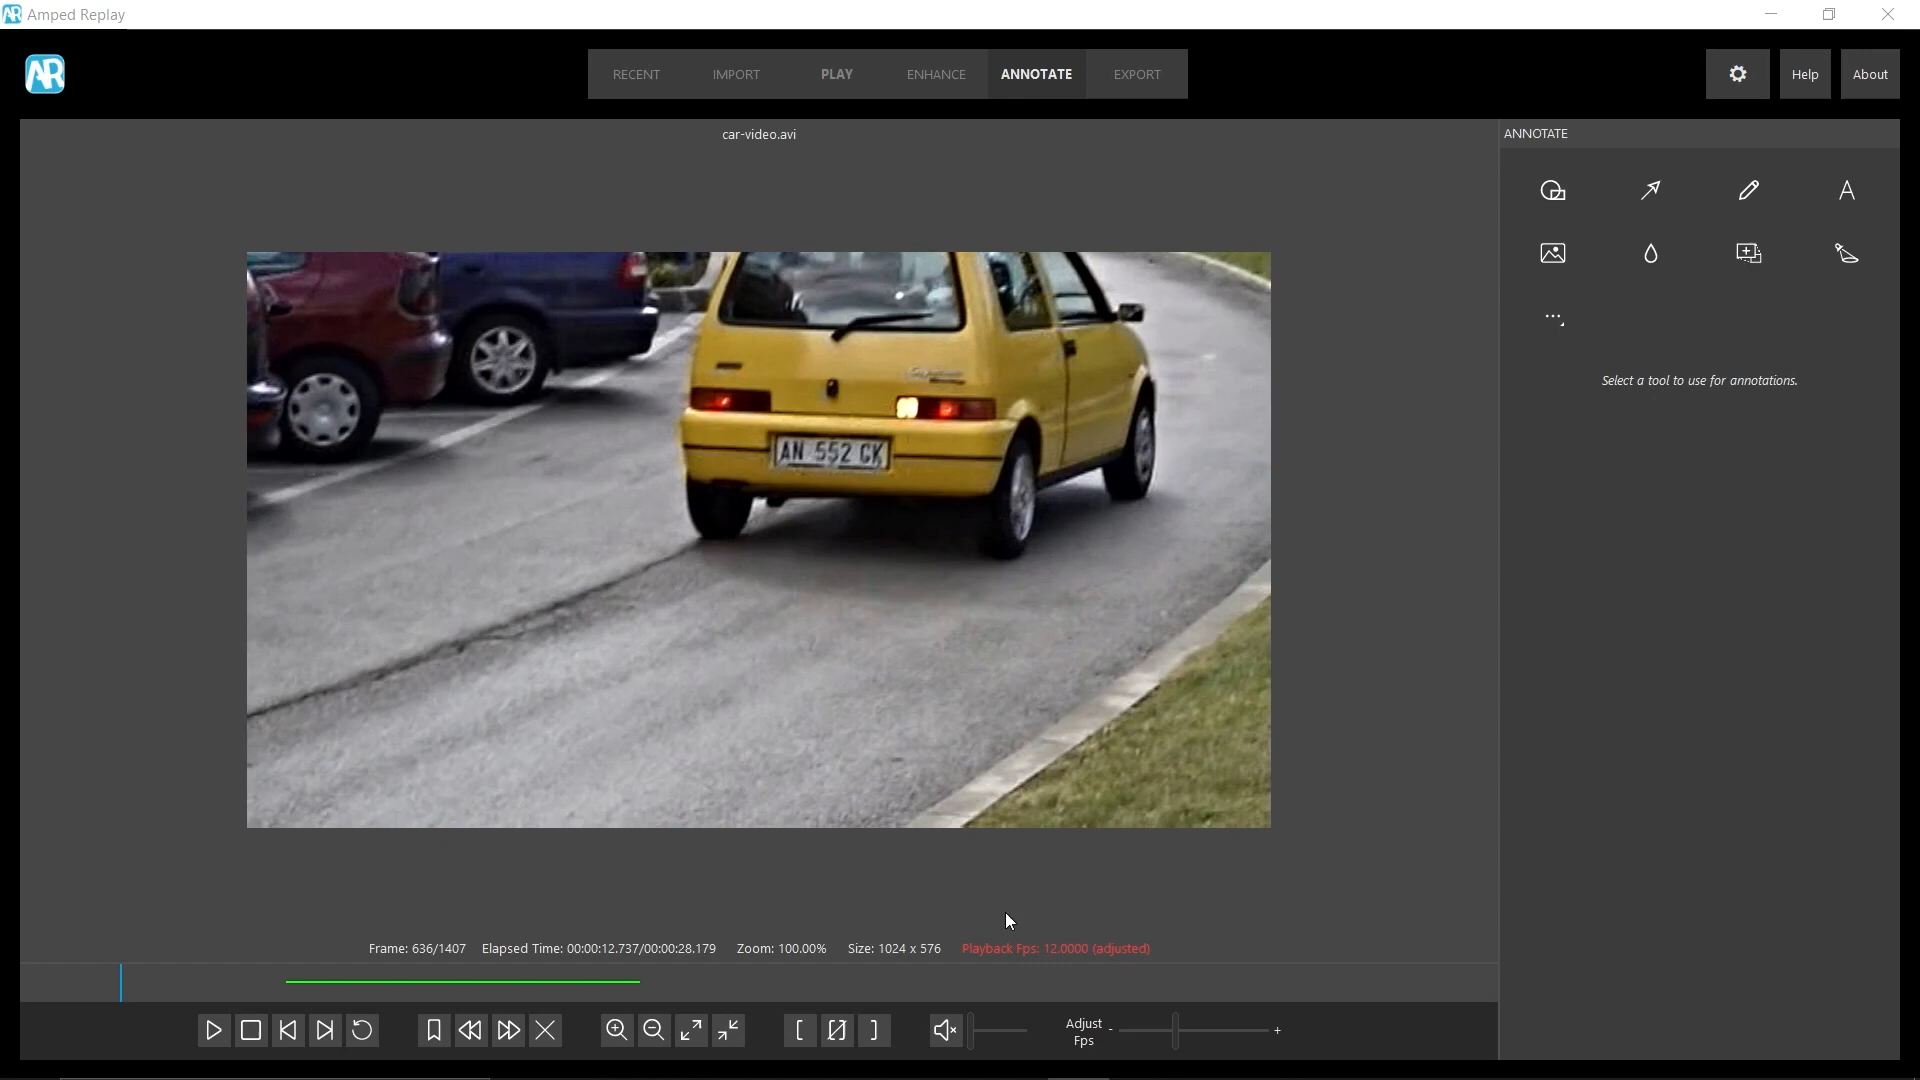 Amped Replay
RECENT IMPORT PLAY ENHANCE ANNOTATE EXPORT
Help About
car-video.avi
ANNOTATE
AN 552 CK
Select a tool to use for annotations.
Frame: 636/1407 Elapsed Time: 00:00:12.737/00:00:28.179 Zoom: 100.00% Size: 1024 x 576 Playback Fps: 12.0000 (adjusted)
Adjust
Fps
- +